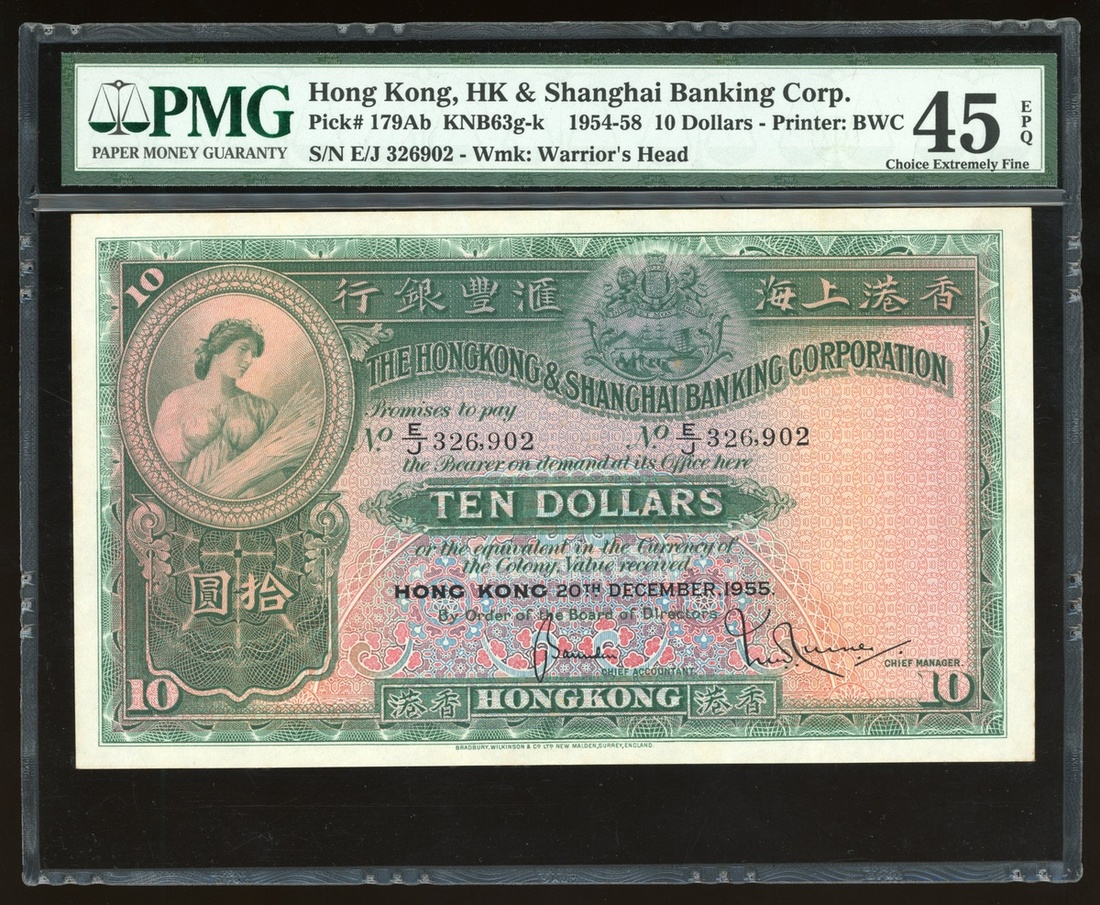 PMG
PAPER MONEY GUARANTY
Hong Kong, HK & Shanghai Banking Corp.
Pick# 179Ab KNB63g-k 1954-58 10 Dollars - Printer: BWC
S/N E/J 326902 - Wmk: Warrior's Head
45
EPQ
Choice Extremely Fine
10
行銀豐滙
海上港香
THE HONGKONG & SHANGHAI BANKING CORPORATION
Promises to pay
No. E/J 326,902 No. E/J 326,902
the Bearer on demand at its Office here
TEN DOLLARS
or the equivalent in the Currency of
the Colony, Value received.
圓拾
HONG KONG 20TH DECEMBER, 1955.
By Order of the Board of Directors
CHIEF ACCOUNTANT.
CHIEF MANAGER.
10
港香 HONGKONG 港香
10
BRADBURY, WILKINSON & Co LTD NEW MALDEN, SURREY, ENGLAND.